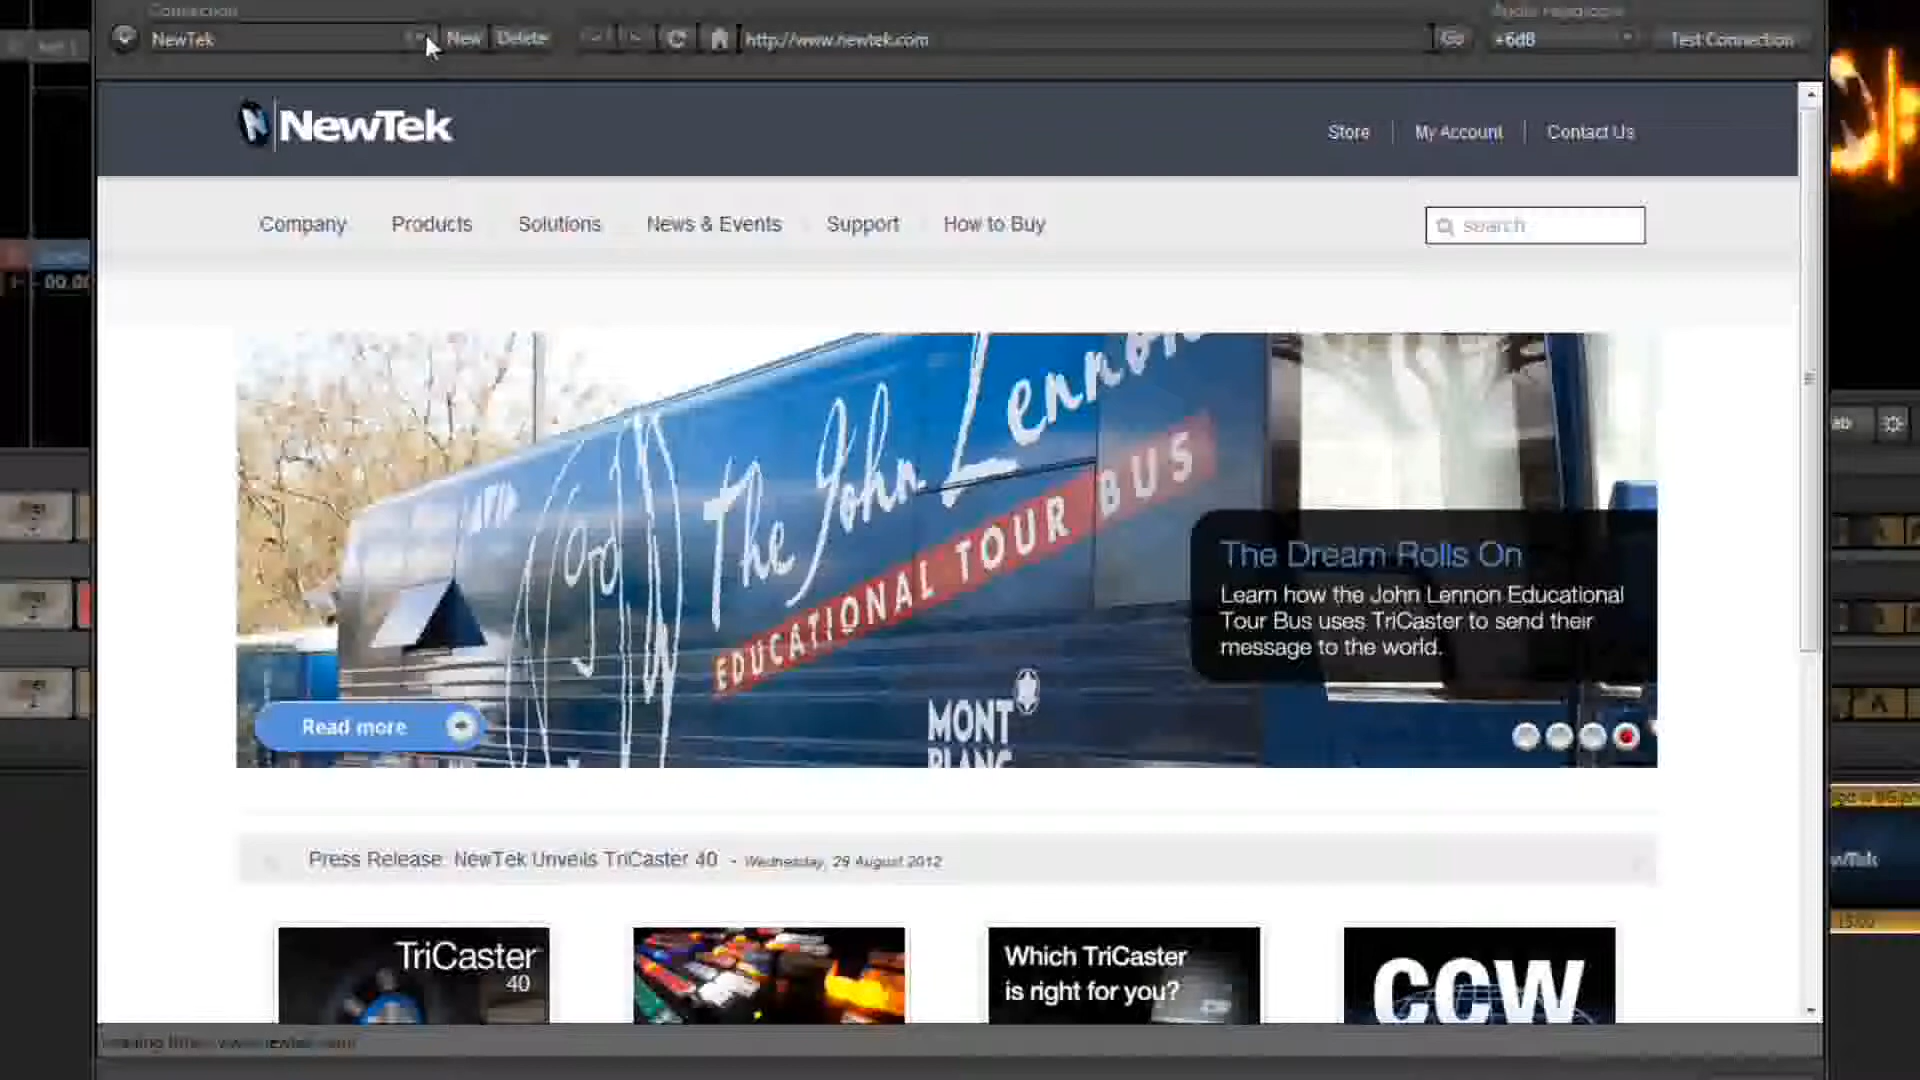 Connection
NewTek
New
Delete
http://www.newtek.com
Go
+6dB
Test Connection
NewTek
Store
My Account
Contact Us
Company
Products
Solutions
News & Events
Support
How to Buy
search
The John Lennon
EDUCATIONAL TOUR BUS
MONT
BLANC
The Dream Rolls On
Learn how the John Lennon Educational
Tour Bus uses TriCaster to send their
message to the world.
Read more
Press Release: NewTek Unveils TriCaster 40 - Wednesday, 29 August 2012
TriCaster
40
Which TriCaster
is right for you?
CCW